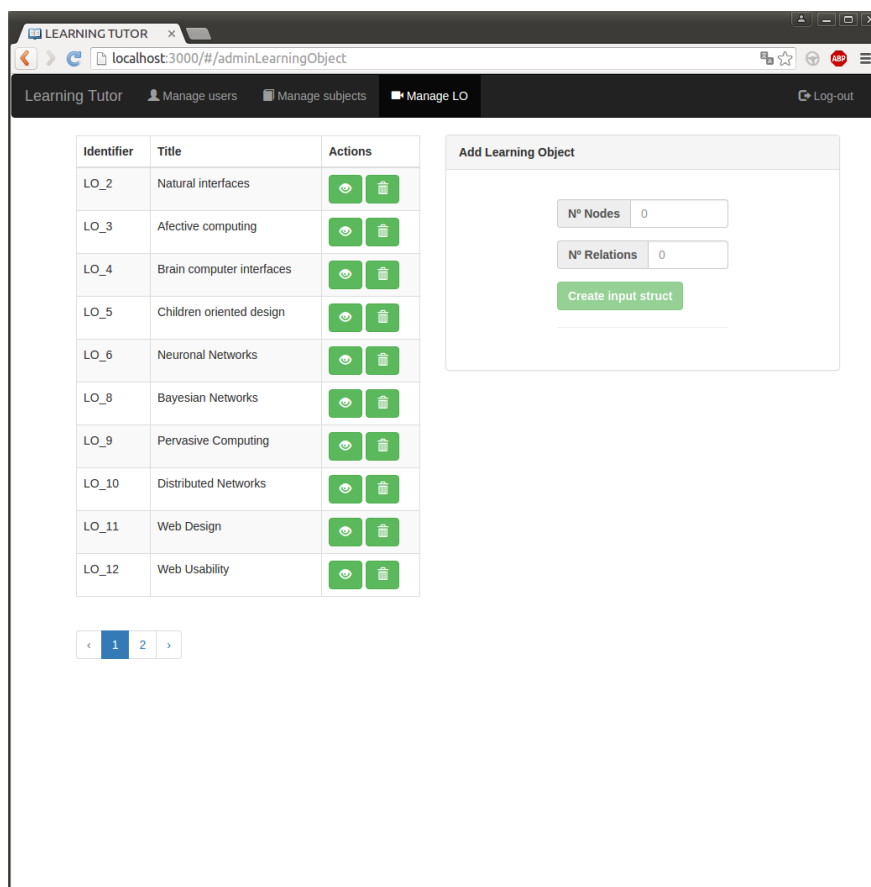 LEARNING TUTOR
localhost:3000/#/adminLearningObject
ABP
Learning Tutor Manage users Manage subjects Manage LO Log-out
Identifier Title Actions
LO_2 Natural interfaces
LO_3 Afective computing
LO_4 Brain computer interfaces
LO_5 Children oriented design
LO_6 Neuronal Networks
LO_8 Bayesian Networks
LO_9 Pervasive Computing
LO_10 Distributed Networks
LO_11 Web Design
LO_12 Web Usability
‹ 1 2 ›
Add Learning Object
Nº Nodes 0
Nº Relations 0
Create input struct